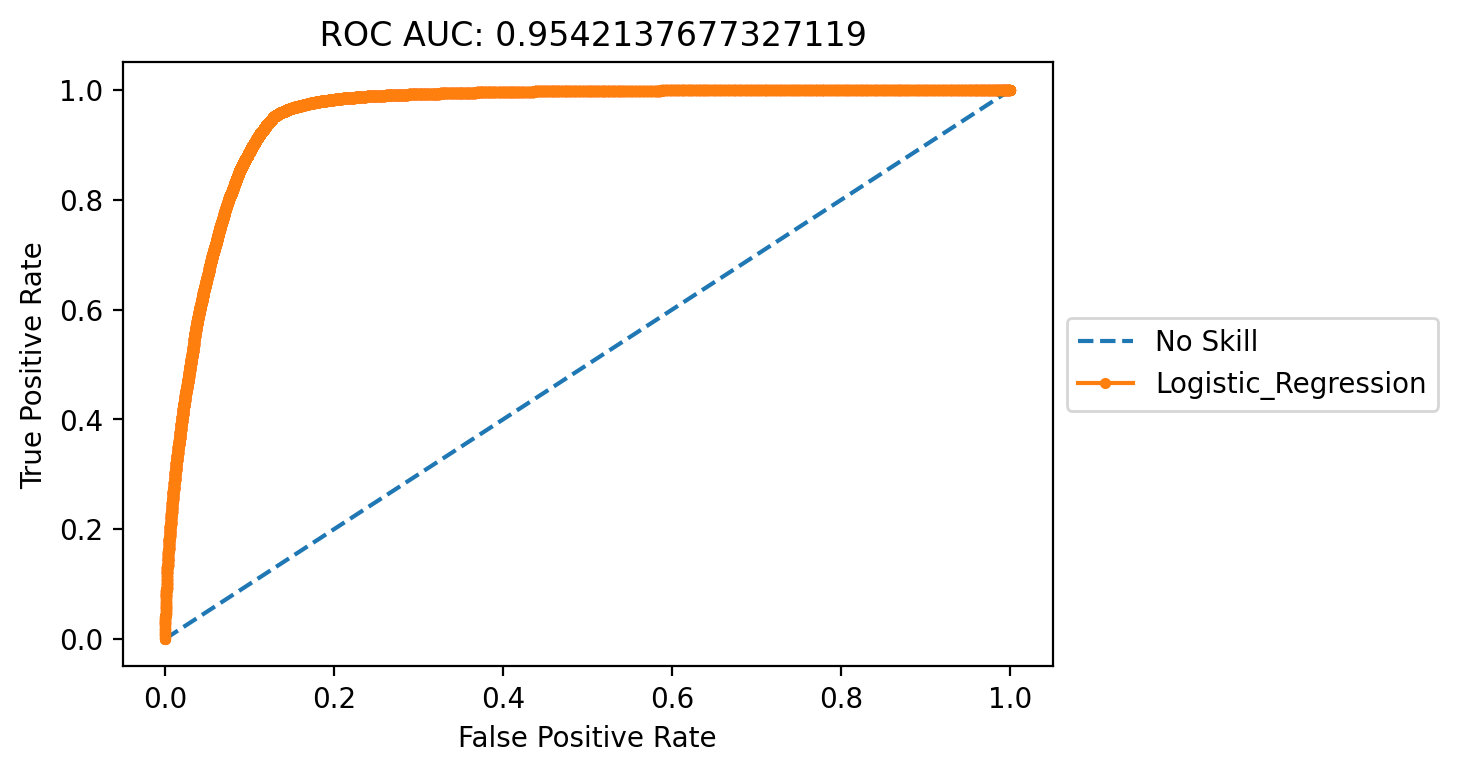 ROC AUC: 0.9542137677327119
1.0
0.8
0.6
0.4
0.2
0.0
True Positive Rate
0.0 0.2 0.4 0.6 0.8 1.0
False Positive Rate
No Skill
Logistic_Regression